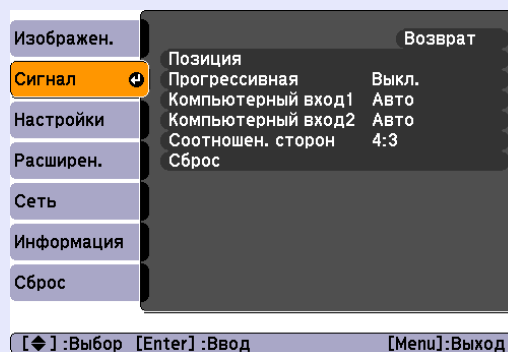 Изображен.
Сигнал
Настройки
Расширен.
Сеть
Информация
Сброс
Возврат
Позиция
Прогрессивная Выкл.
Компьютерный вход1 Авто
Компьютерный вход2 Авто
Соотношен. сторон 4:3
Сброс
[◆] :Выбор [Enter] :Ввод [Menu]:Выход